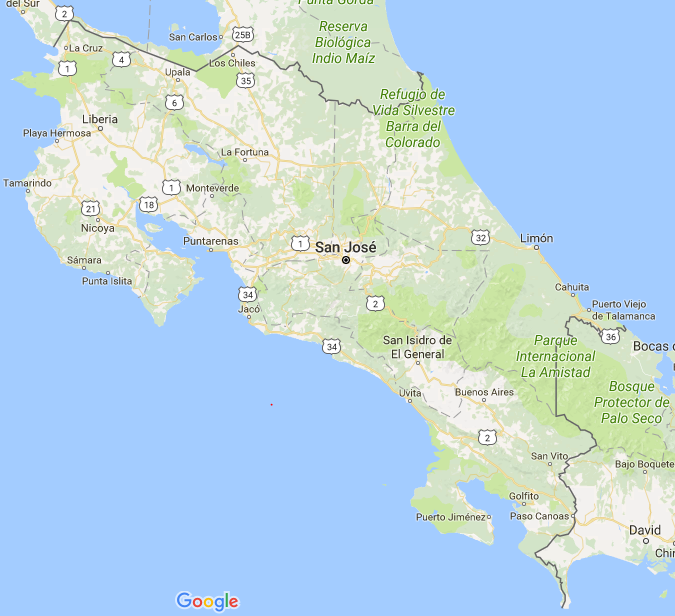 del Sur
2
La Cruz
1
4
San Carlos
25B
Los Chiles
Punta Gorda
Reserva
Biológica
Indio Maíz
Upala
35
6
Refugio de
Vida Silvestre
Barra del
Colorado
Liberia
Playa Hermosa
La Fortuna
Tamarindo
1
Monteverde
18
21
Nicoya
Puntarenas
1
San José
32
Limón
Sámara
Punta Islita
34
Jacó
2
Cahuita
Puerto Viejo
de Talamanca
34
San Isidro de
El General
Parque
Internacional
La Amistad
36
Bocas d
Uvita
Buenos Aires
Bosque
Protector de
Palo Seco
2
San Vito
Bajo Boquete
Golfito
Puerto Jiménez
Paso Canoas
David
Chir
Google